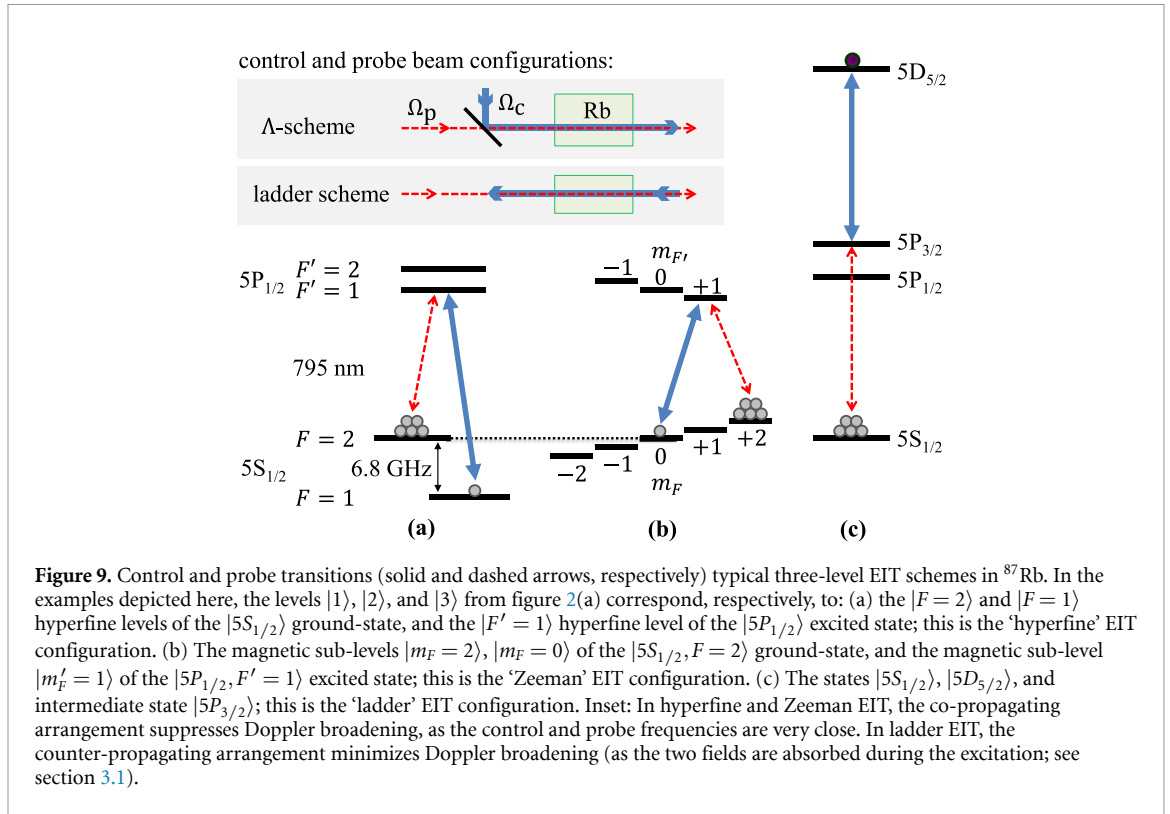 control and probe beam configurations:
Λ-scheme
Ωp
Ωc
Rb
ladder scheme
5D5/2
5P3/2
5P1/2
5S1/2
5P1/2
F′ = 2
F′ = 1
795 nm
F = 2
5S1/2
6.8 GHz
F = 1
(a)
mF′
−1
0
+1
−2
−1
0
+1
+2
mF
(b)
(c)
Figure 9. Control and probe transitions (solid and dashed arrows, respectively) typical three-level EIT schemes in ⁸⁷Rb. In the
examples depicted here, the levels |1⟩, |2⟩, and |3⟩ from figure 2(a) correspond, respectively, to: (a) the |F = 2⟩ and |F = 1⟩
hyperfine levels of the |5S1/2⟩ ground-state, and the |F′ = 1⟩ hyperfine level of the |5P1/2⟩ excited state; this is the ‘hyperfine’ EIT
configuration. (b) The magnetic sub-levels |mF = 2⟩, |mF = 0⟩ of the |5S1/2, F = 2⟩ ground-state, and the magnetic sub-level
|m′F = 1⟩ of the |5P1/2, F′ = 1⟩ excited state; this is the ‘Zeeman’ EIT configuration. (c) The states |5S1/2⟩, |5D5/2⟩, and
intermediate state |5P3/2⟩; this is the ‘ladder’ EIT configuration. Inset: In hyperfine and Zeeman EIT, the co-propagating
arrangement suppresses Doppler broadening, as the control and probe frequencies are very close. In ladder EIT, the
counter-propagating arrangement minimizes Doppler broadening (as the two fields are absorbed during the excitation; see
section 3.1).